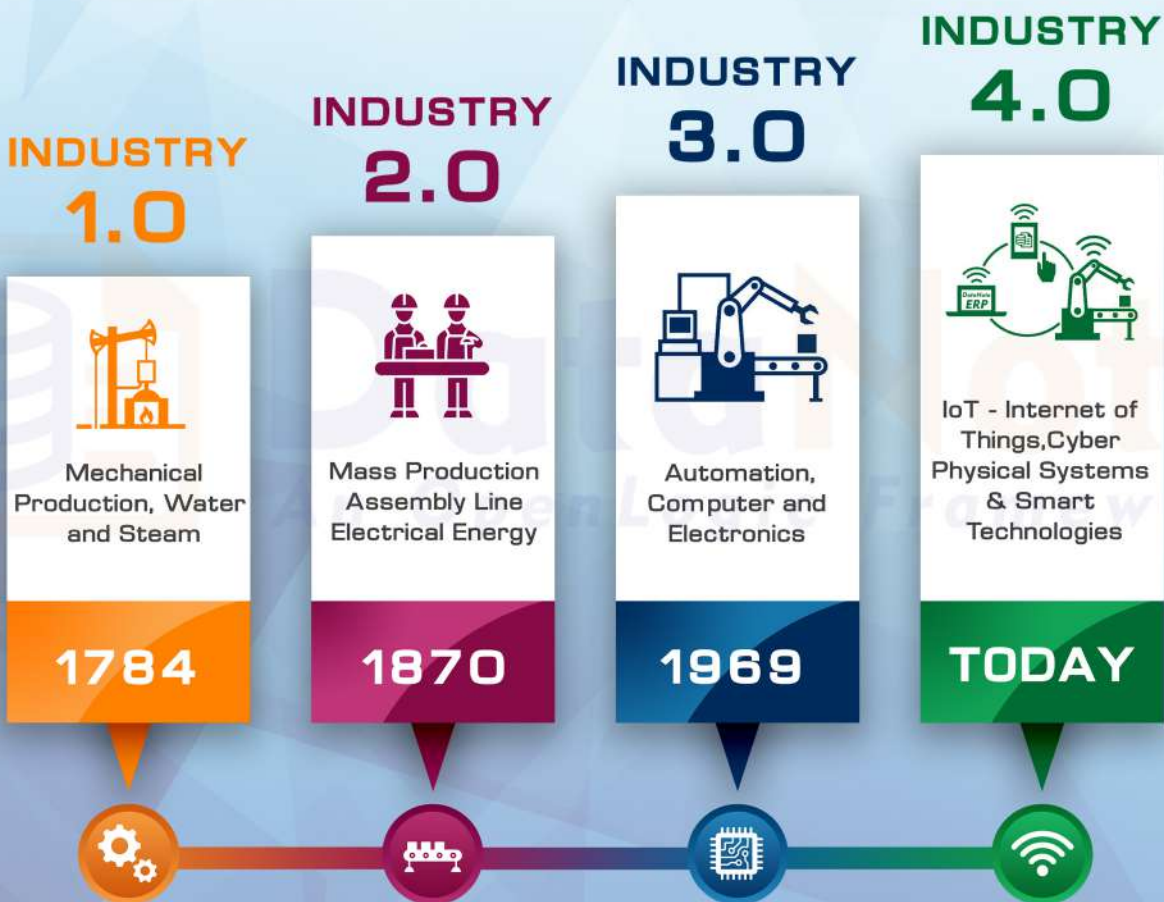 INDUSTRY
1.0
Mechanical
Production, Water
and Steam
1784
INDUSTRY
2.0
Mass Production
Assembly Line
Electrical Energy
1870
INDUSTRY
3.0
Automation,
Computer and
Electronics
1969
INDUSTRY
4.0
DataNote
ERP
IoT - Internet of
Things,Cyber
Physical Systems
& Smart
Technologies
TODAY